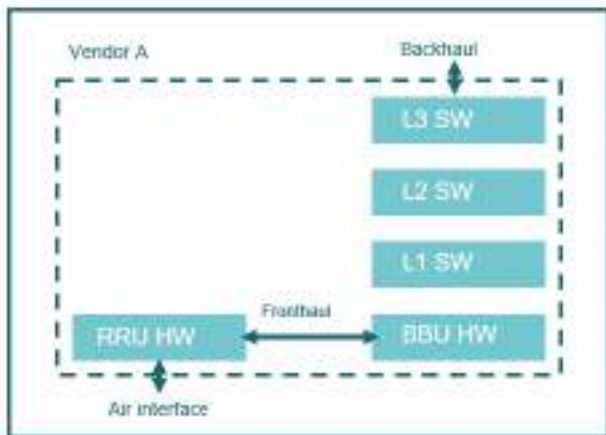 Vendor A
Backhaul
L3 SW
L2 SW
L1 SW
Fronthaul
RRU HW
BBU HW
Air interface